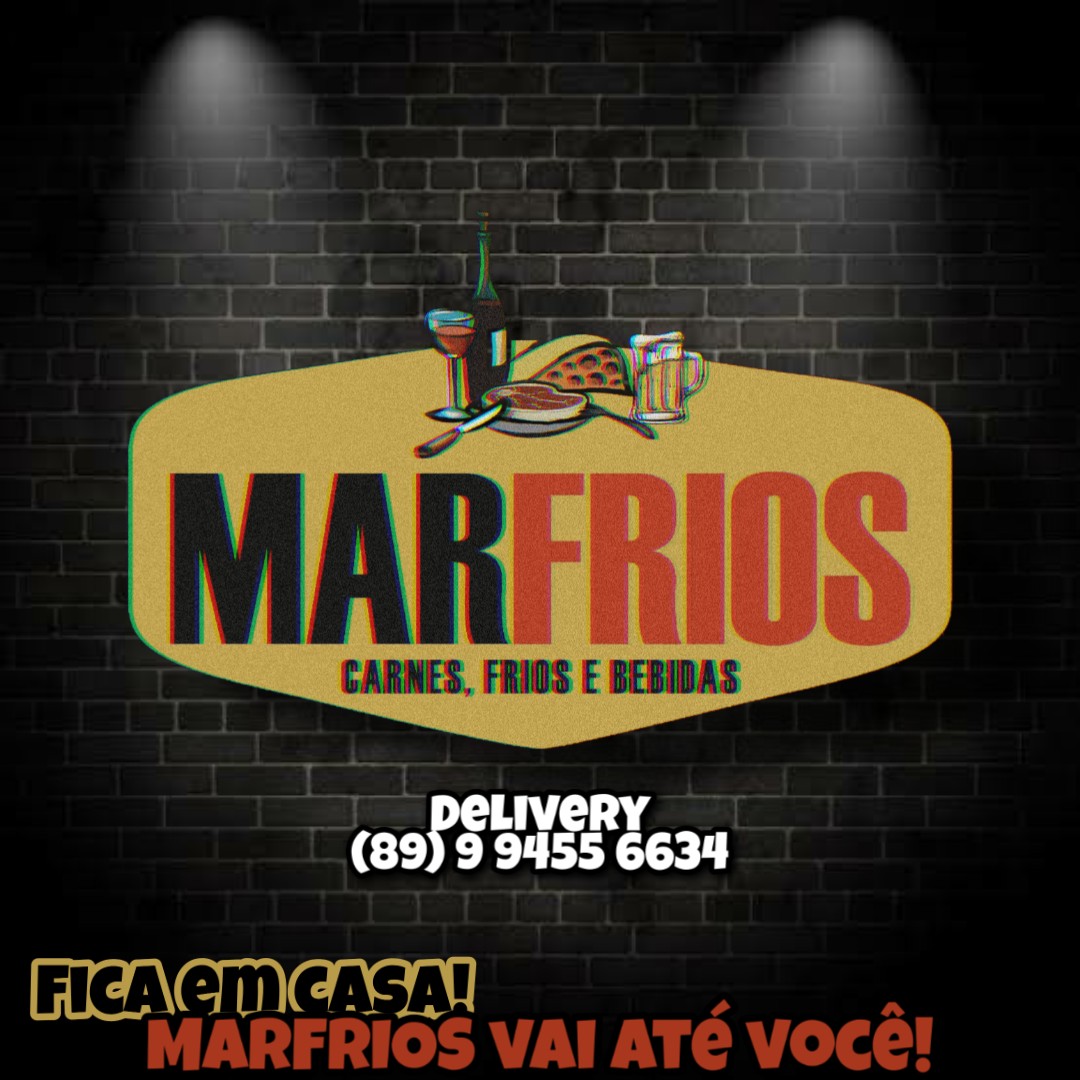 MARFRIOS
CARNES, FRIOS E BEBIDAS
DELIVERY
(89) 9 9455 6634
FICA EM CASA!
MARFRIOS VAI ATÉ VOCÊ!